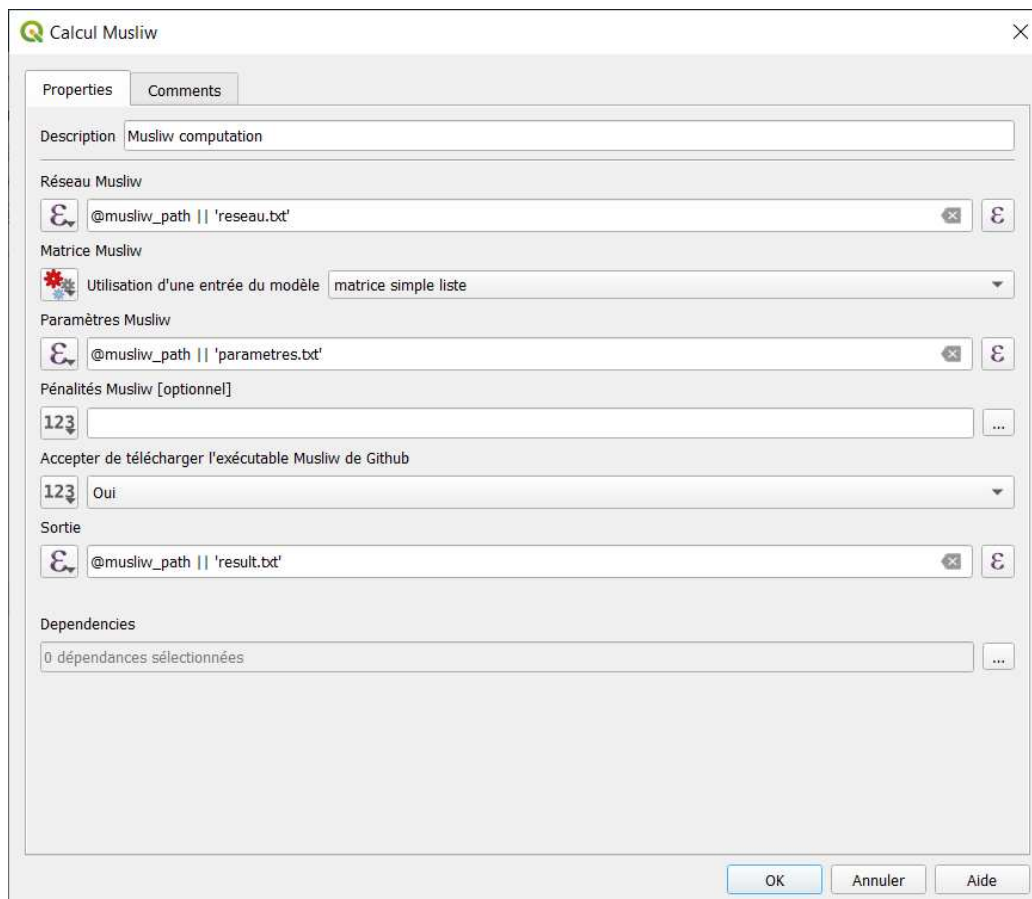 Calcul Musliw
Properties Comments
Description Musliw computation
Réseau Musliw
ε @musliw_path || 'reseau.txt' ε
Matrice Musliw
Utilisation d'une entrée du modèle matrice simple liste
Paramètres Musliw
ε @musliw_path || 'parametres.txt' ε
Pénalités Musliw [optionnel]
123 ...
Accepter de télécharger l'exécutable Musliw de Github
123 Oui
Sortie
ε @musliw_path || 'result.txt' ε
Dependencies
0 dépendances sélectionnées ...
OK Annuler Aide